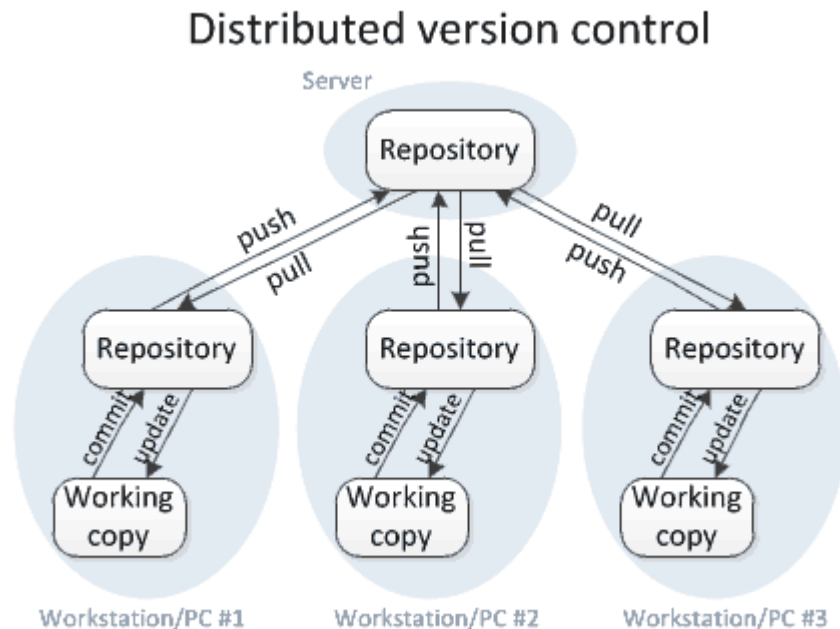 Distributed version control
Server
Repository
push
pull
push
pull
pull
push
Repository
Repository
Repository
commit
update
commit
update
commit
update
Working
copy
Working
copy
Working
copy
Workstation/PC #1
Workstation/PC #2
Workstation/PC #3